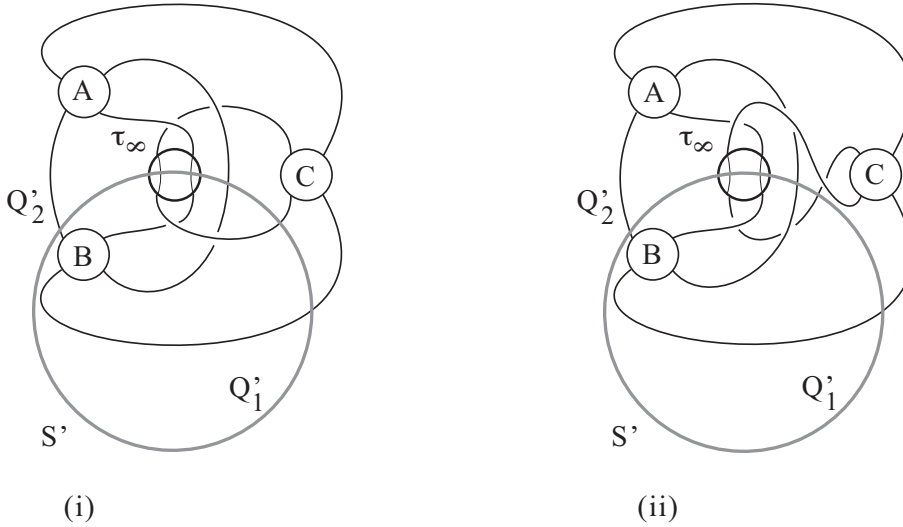 A A
τ∞ τ∞
C C
Q'2 Q'2
B B
Q'1 Q'1
S' S'
(i) (ii)